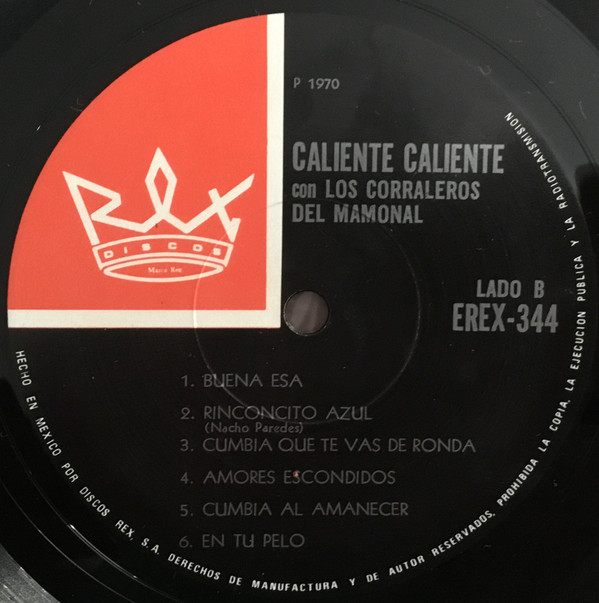 Rex
DISCOS
Marca Reg.
P 1970
CALIENTE CALIENTE
con LOS CORRALEROS
DEL MAMONAL
LADO B
EREX-344
1. BUENA ESA
2. RINCONCITO AZUL
(Nacho Paredes)
3. CUMBIA QUE TE VAS DE RONDA
4. AMORES ESCONDIDOS
5. CUMBIA AL AMANECER
6. EN TU PELO
HECHO EN MEXICO POR DISCOS REX, S.A. DERECHOS DE MANUFACTURA Y DE AUTOR RESERVADOS, PROHIBIDA LA COPIA, LA EJECUCION PUBLICA Y LA RADIOTRANSMISION